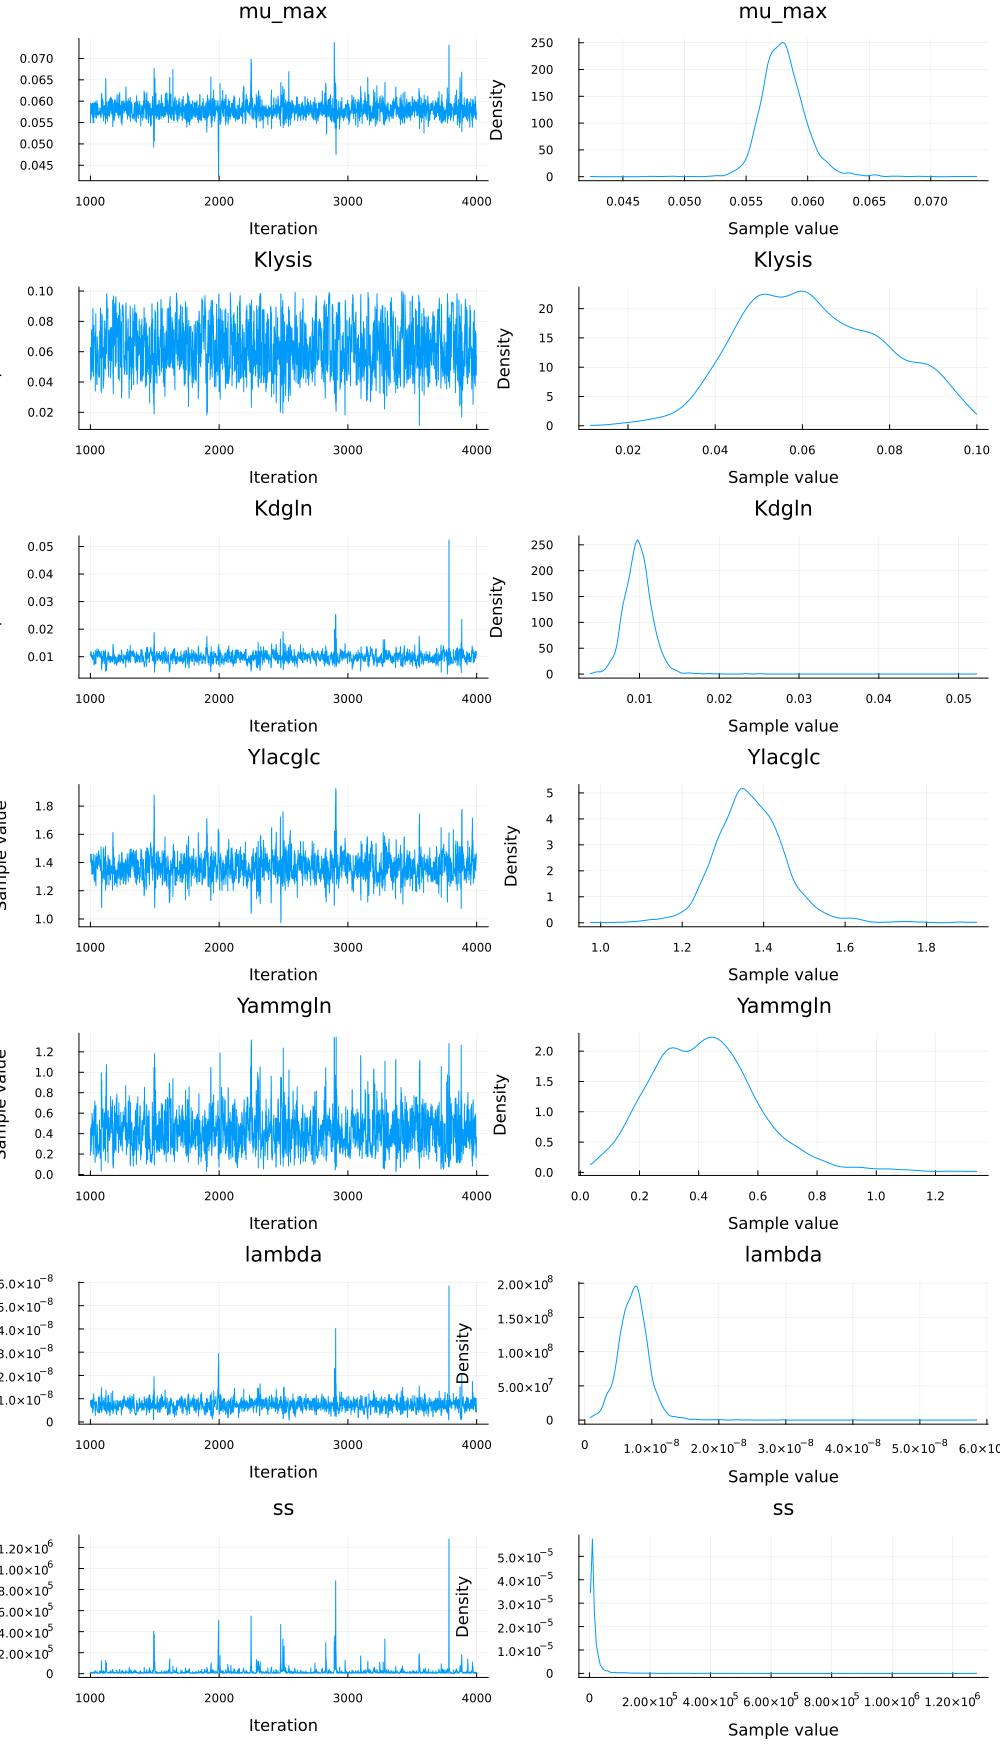 mu_max mu_max
0.070
0.065
0.060
0.055
0.050
0.045
1000 2000 3000 4000
Iteration
Density
250
200
150
100
50
0
0.045 0.050 0.055 0.060 0.065 0.070
Sample value
Klysis Klysis
0.10
0.08
0.06
0.04
0.02
1000 2000 3000 4000
Iteration
Density
20
15
10
5
0
0.02 0.04 0.06 0.08 0.10
Sample value
Kdgln Kdgln
0.05
0.04
0.03
0.02
0.01
1000 2000 3000 4000
Iteration
Density
250
200
150
100
50
0
0.01 0.02 0.03 0.04 0.05
Sample value
Ylacglc Ylacglc
Sample value
1.8
1.6
1.4
1.2
1.0
1000 2000 3000 4000
Iteration
Density
5
4
3
2
1
0
1.0 1.2 1.4 1.6 1.8
Sample value
Yammgln Yammgln
Sample value
1.2
1.0
0.8
0.6
0.4
0.2
0.0
1000 2000 3000 4000
Iteration
Density
2.0
1.5
1.0
0.5
0.0
0.0 0.2 0.4 0.6 0.8 1.0 1.2
Sample value
lambda lambda
6.0×10⁻⁸
5.0×10⁻⁸
4.0×10⁻⁸
3.0×10⁻⁸
2.0×10⁻⁸
1.0×10⁻⁸
0
1000 2000 3000 4000
Iteration
Density
2.00×10⁸
1.50×10⁸
1.00×10⁸
5.00×10⁷
0
0 1.0×10⁻⁸ 2.0×10⁻⁸ 3.0×10⁻⁸ 4.0×10⁻⁸ 5.0×10⁻⁸ 6.0×10
Sample value
ss ss
1.20×10⁶
1.00×10⁶
8.00×10⁵
6.00×10⁵
4.00×10⁵
2.00×10⁵
0
1000 2000 3000 4000
Iteration
Density
5.0×10⁻⁵
4.0×10⁻⁵
3.0×10⁻⁵
2.0×10⁻⁵
1.0×10⁻⁵
0
0 2.00×10⁵ 4.00×10⁵ 6.00×10⁵ 8.00×10⁵ 1.00×10⁶ 1.20×10⁶
Sample value